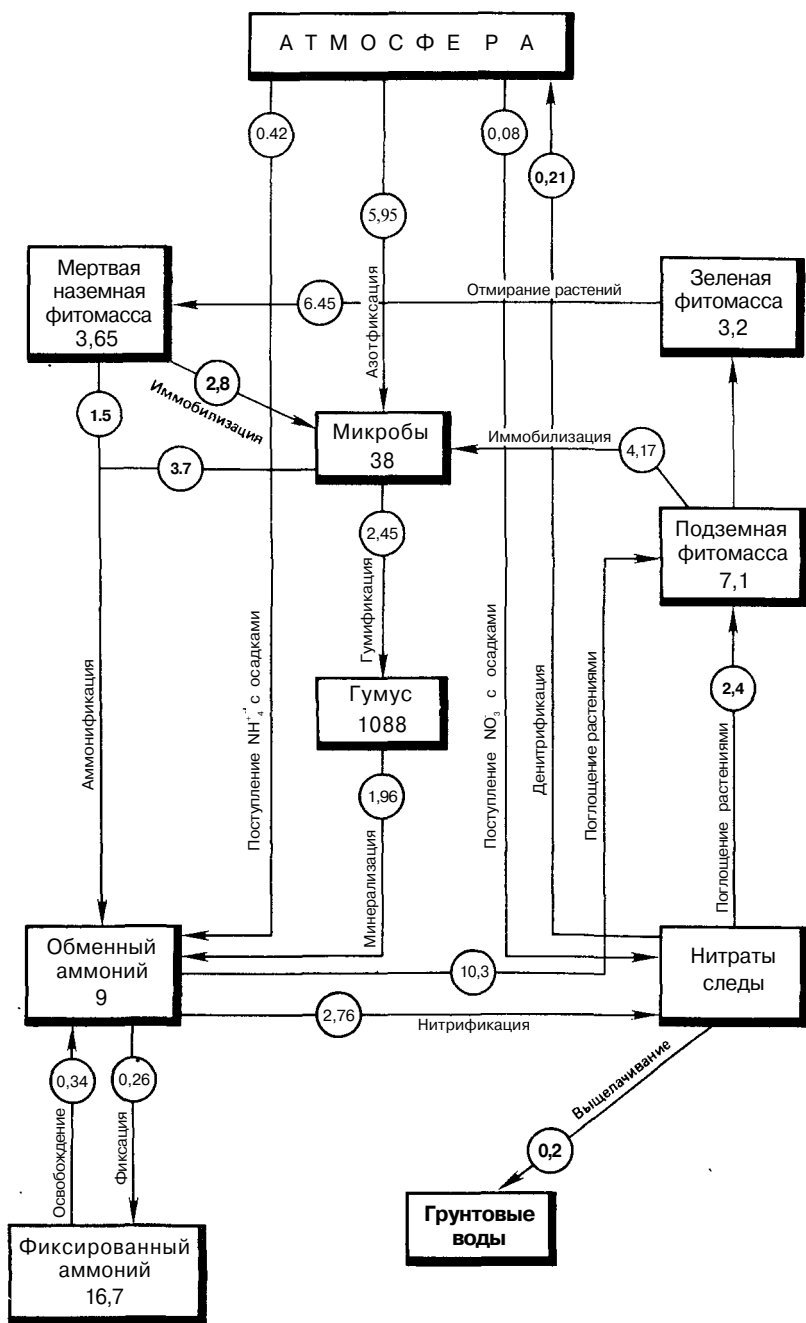 А Т М О С Ф Е Р А
0.42
0,08
0,21
5,95
Мертвая
наземная
фитомасса
3,65
6.45
Отмирание растений
Зеленая
фитомасса
3,2
Азотфиксация
2,8
Иммобилизация
1.5
Микробы
38
Иммобилизация
4,17
3.7
2,45
Подземная
фитомасса
7,1
Гумификация
Гумус
1088
2,4
1,96
Аммонификация
Поступление NH₄⁺ с осадками
Минерализация
Поступление NO₃ с осадками
Денитрификация
Поглощение растениями
Поглощение растениями
Обменный
аммоний
9
10,3
Нитраты
следы
2,76
Нитрификация
0,34
0,26
Освобождение
Фиксация
Выщелачивание
0,2
Грунтовые
воды
Фиксированный
аммоний
16,7